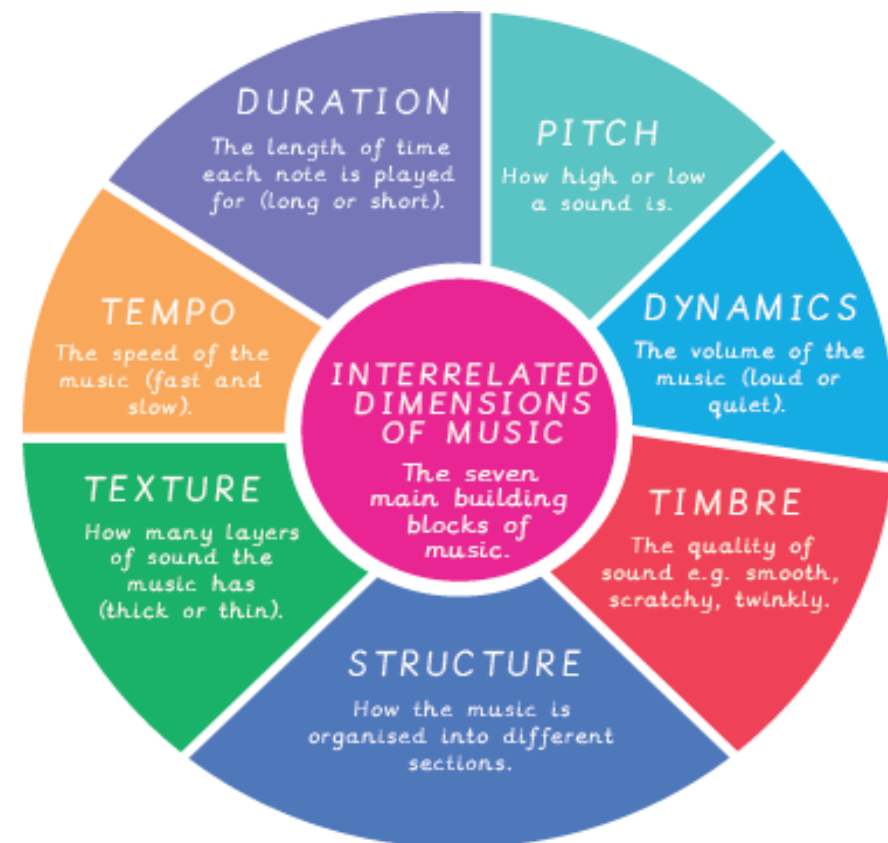 DURATION
The length of time
each note is played
for (long or short).
PITCH
How high or low
a sound is.
DYNAMICS
The volume of the
music (loud or
quiet).
TIMBRE
The quality of
sound e.g. smooth,
scratchy, twinkly.
STRUCTURE
How the music is
organised into different
sections.
TEXTURE
How many layers
of sound the
music has
(thick or thin).
TEMPO
The speed of the
music (fast and
slow).
INTERRELATED
DIMENSIONS
OF MUSIC
The seven
main building
blocks of
music.